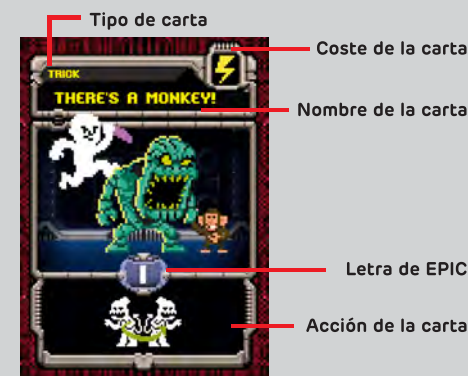 Tipo de carta
Coste de la carta
TRICK
THERE'S A MONKEY!
Nombre de la carta
I
Letra de EPIC
Acción de la carta